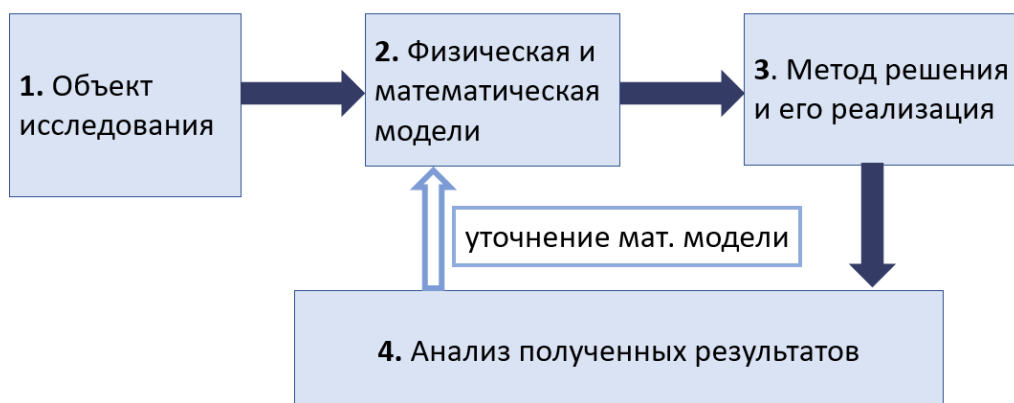 1. Объект
исследования
2. Физическая и
математическая
модели
3. Метод решения
и его реализация
уточнение мат. модели
4. Анализ полученных результатов